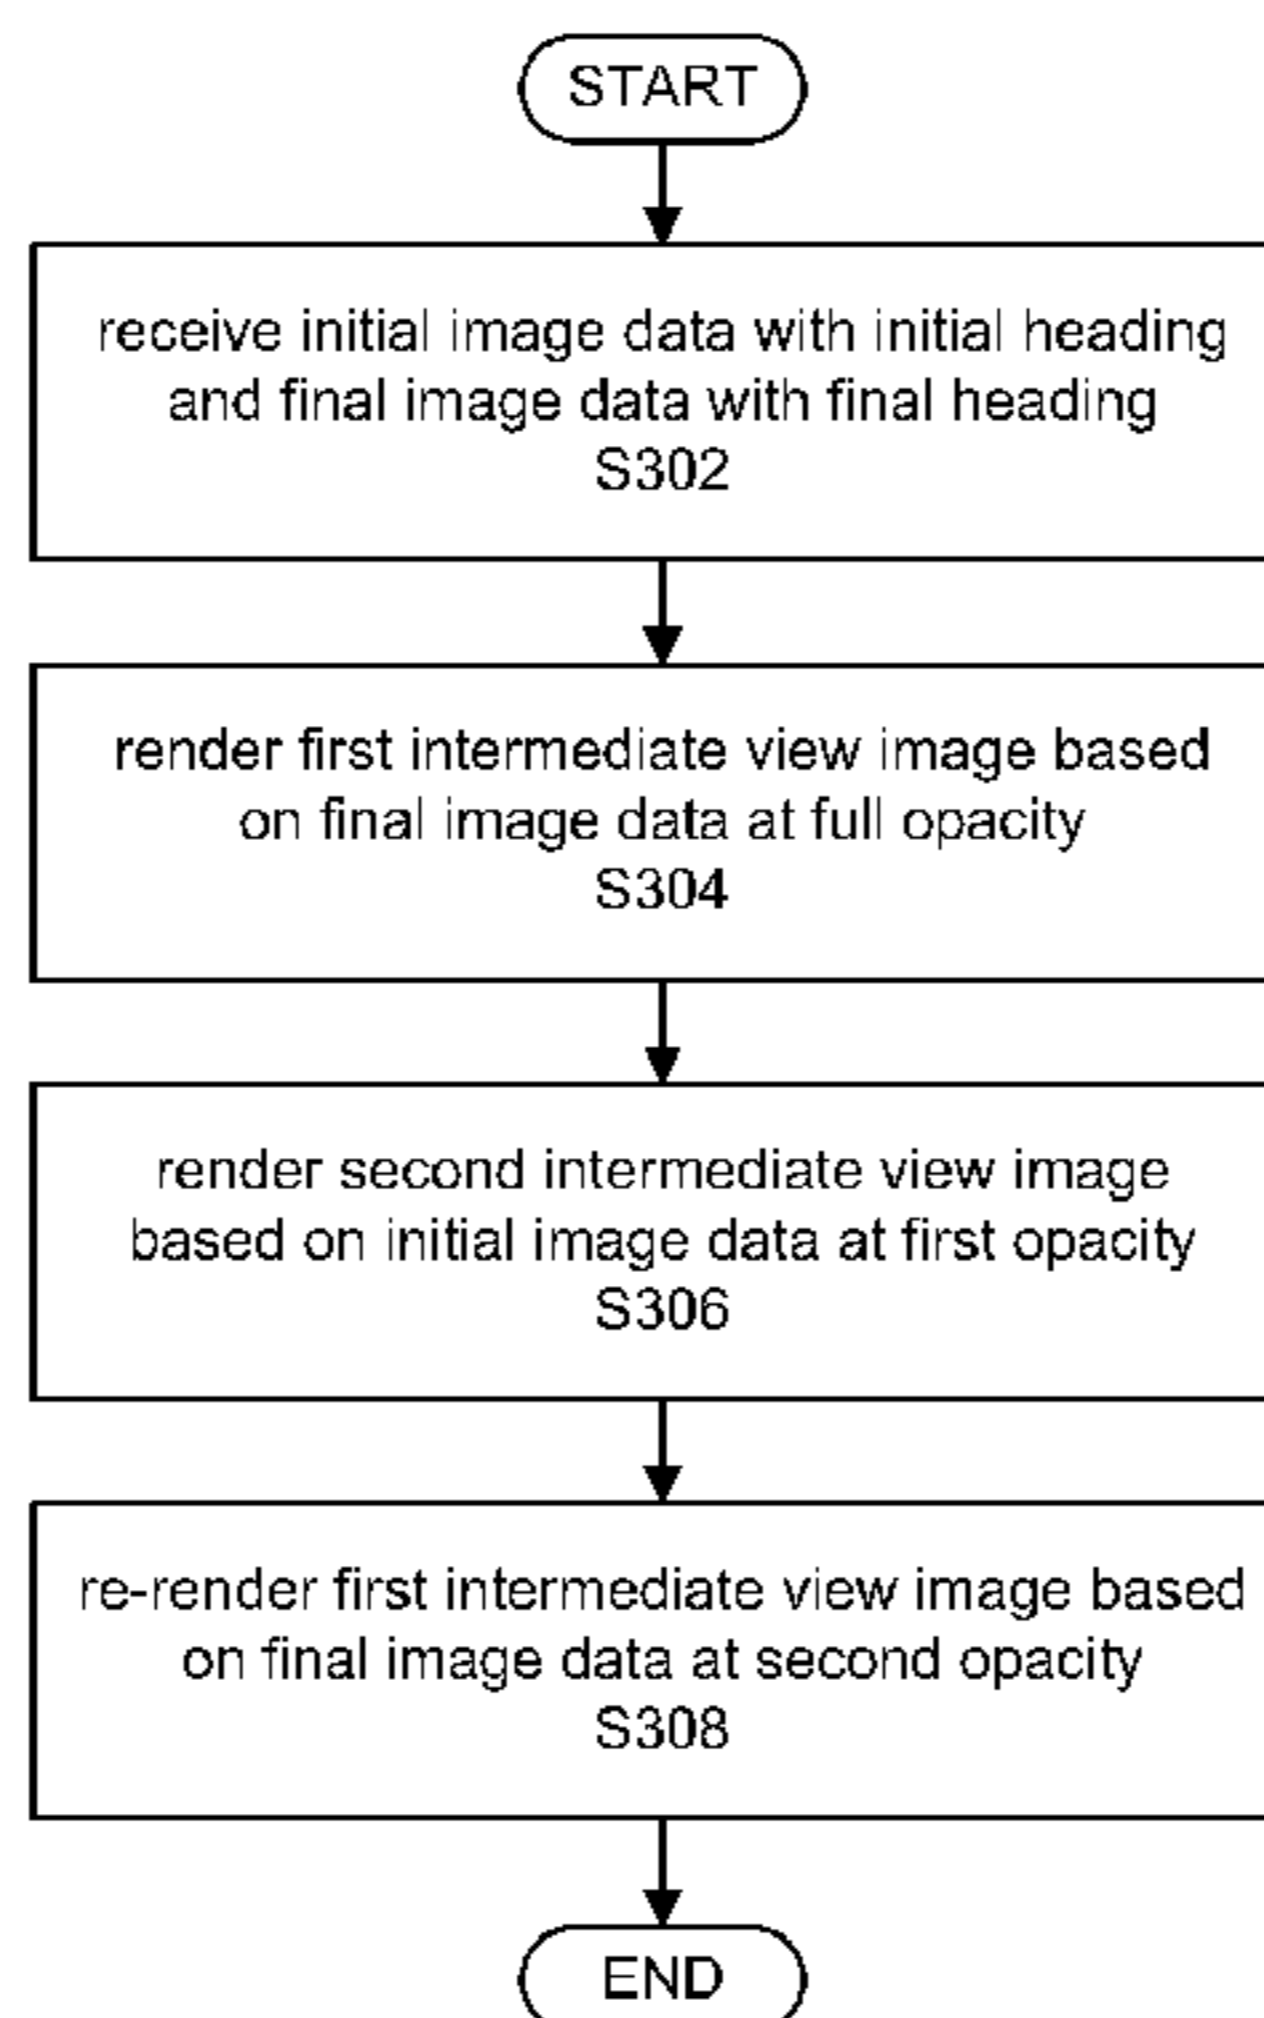 START
receive initial image data with initial heading
and final image data with final heading
S302
render first intermediate view image based
on final image data at full opacity
S304
render second intermediate view image
based on initial image data at first opacity
S306
re-render first intermediate view image based
on final image data at second opacity
S308
END